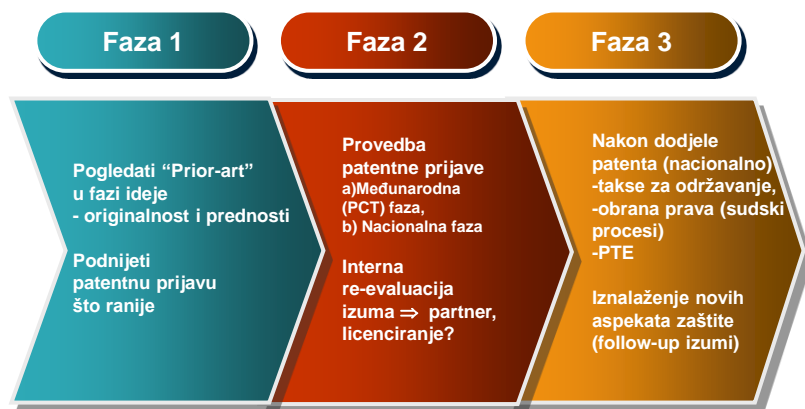 Faza 1
Faza 2
Faza 3
Pogledati “Prior-art”
u fazi ideje
- originalnost i prednosti
Podnijeti
patentnu prijavu
što ranije
Provedba
patentne prijave
a)Međunarodna
(PCT) faza,
b) Nacionalna faza
Interna
re-evaluacija
izuma ⇒ partner,
licenciranje?
Nakon dodjele
patenta (nacionalno)
-takse za održavanje,
-obrana prava (sudski
procesi)
-PTE
Iznalaženje novih
aspekata zaštite
(follow-up izumi)